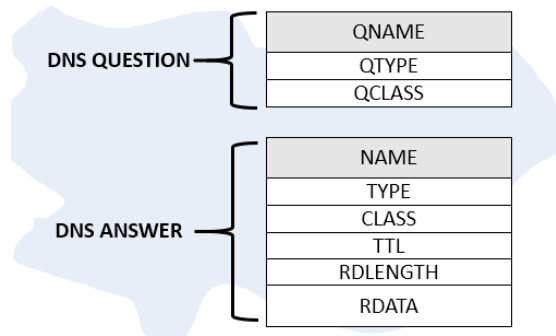 DNS QUESTION
QNAME
QTYPE
QCLASS
DNS ANSWER
NAME
TYPE
CLASS
TTL
RDLENGTH
RDATA